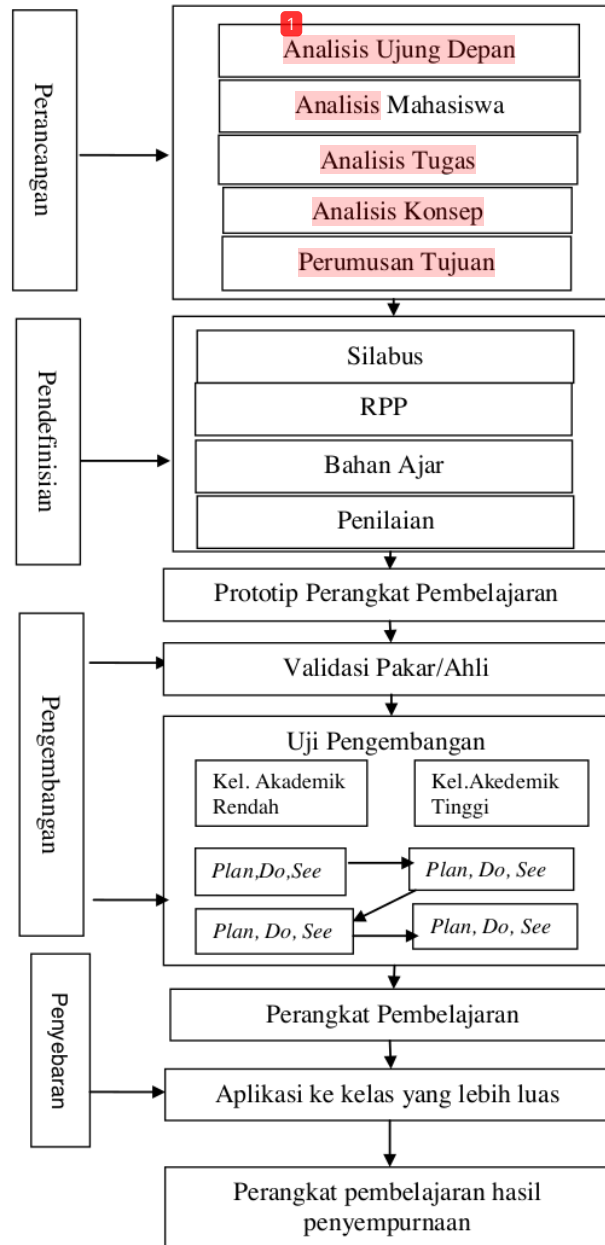 1
Perancangan
Analisis Ujung Depan
Analisis Mahasiswa
Analisis Tugas
Analisis Konsep
Perumusan Tujuan
Pendefinisian
Silabus
RPP
Bahan Ajar
Penilaian
Prototip Perangkat Pembelajaran
Pengembangan
Validasi Pakar/Ahli
Uji Pengembangan
Kel. Akademik
Rendah
Kel.Akedemik
Tinggi
Plan,Do,See
Plan, Do, See
Plan, Do, See
Plan, Do, See
Penyebaran
Perangkat Pembelajaran
Aplikasi ke kelas yang lebih luas
Perangkat pembelajaran hasil
penyempurnaan